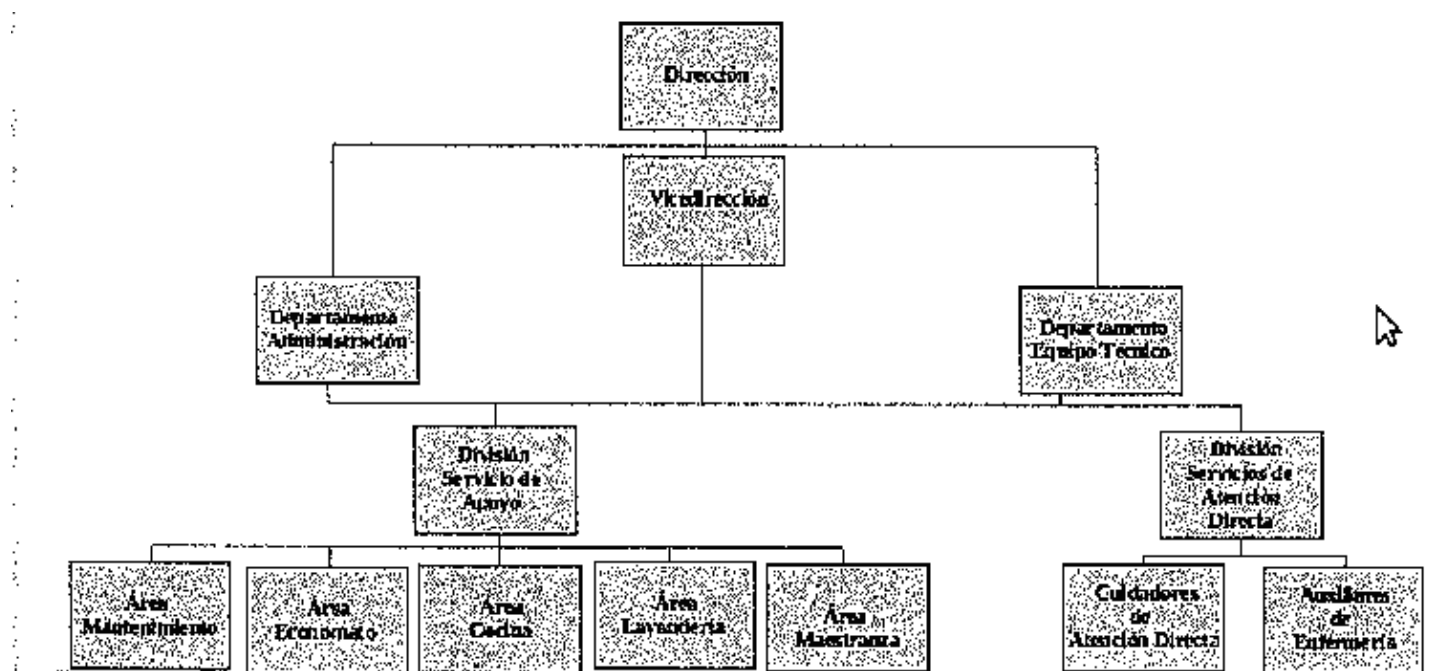 Dirección
Vicedirección
Departamento
Administración
Departamento
Equipo Técnico
División
Servicio de
Apoyo
División
Servicios de
Atención
Directa
Área
Mantenimiento
Área
Economato
Área
Cocina
Área
Lavandería
Área
Maestranza
Cuidadores
de
Atención Directa
Auxiliares
de
Enfermería